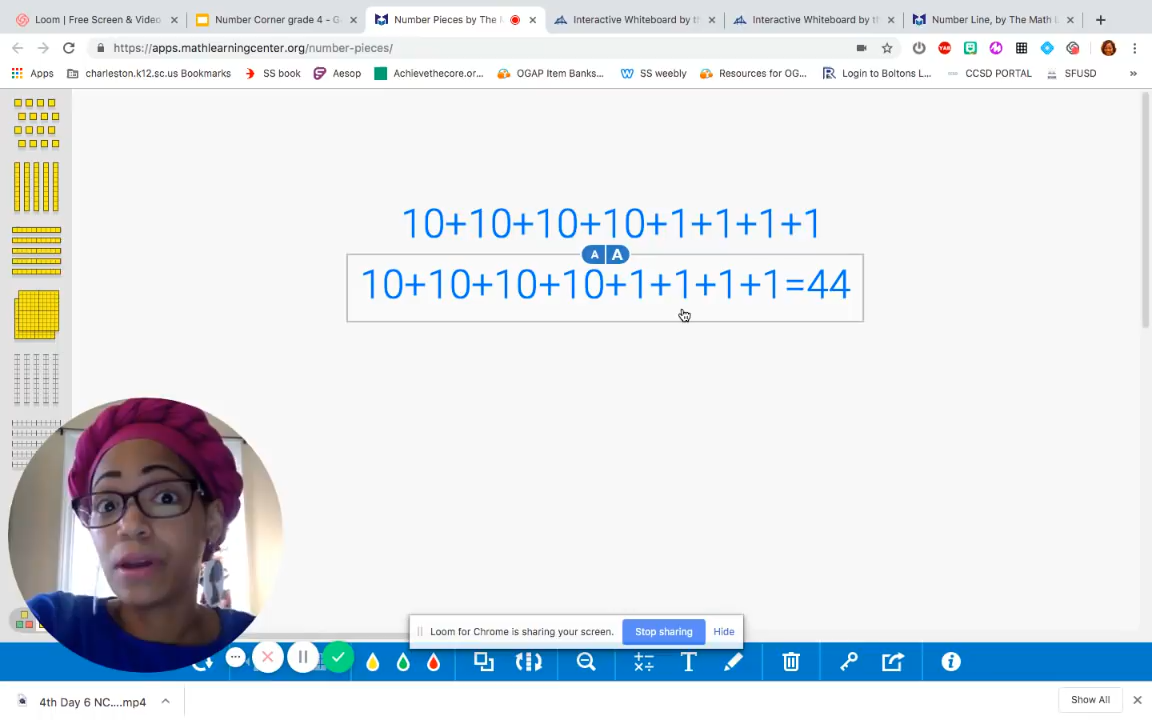 Loom | Free Screen & Video
Number Corner grade 4 - G
Number Pieces by The
Interactive Whiteboard by th
Interactive Whiteboard by the
Number Line, by The Math L
https://apps.mathlearningcenter.org/number-pieces/
Apps
charleston.k12.sc.us Bookmarks
SS book
Aesop
Achievethecore.or...
OGAP Item Banks...
SS weebly
Resources for OG...
Login to Boltons L...
CCSD PORTAL
SFUSD
»
10+10+10+10+1+1+1+1
A A
10+10+10+10+1+1+1+1=44
Loom for Chrome is sharing your screen.
Stop sharing
Hide
T
4th Day 6 NC....mp4
Show All